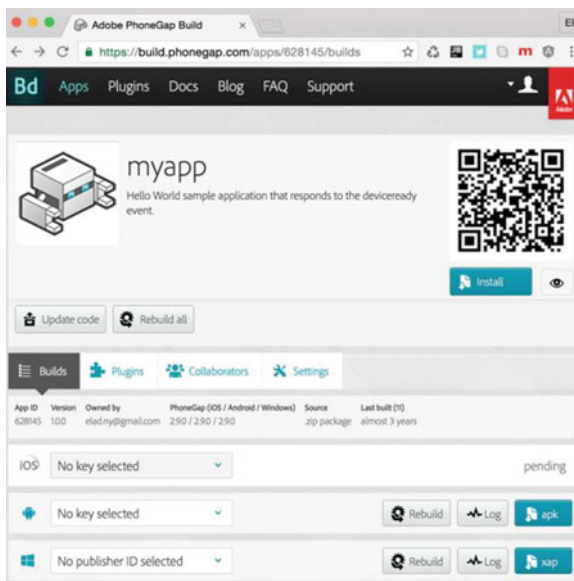 Adobe PhoneGap Build
https://build.phonegap.com/apps/628145/builds
Bd Apps Plugins Docs Blog FAQ Support
Adobe
myapp
Hello World sample application that responds to the deviceready
event.
Install
Update code Rebuild all
Builds Plugins Collaborators Settings
App ID Version Owned by PhoneGap (iOS / Android / Windows) Source Last built (11)
628145 1.0.0 elad.ny@gmail.com 2.9.0 / 2.9.0 / 2.9.0 .zip package almost 3 years
iOS No key selected pending
No key selected Rebuild Log apk
No publisher ID selected Rebuild Log xap